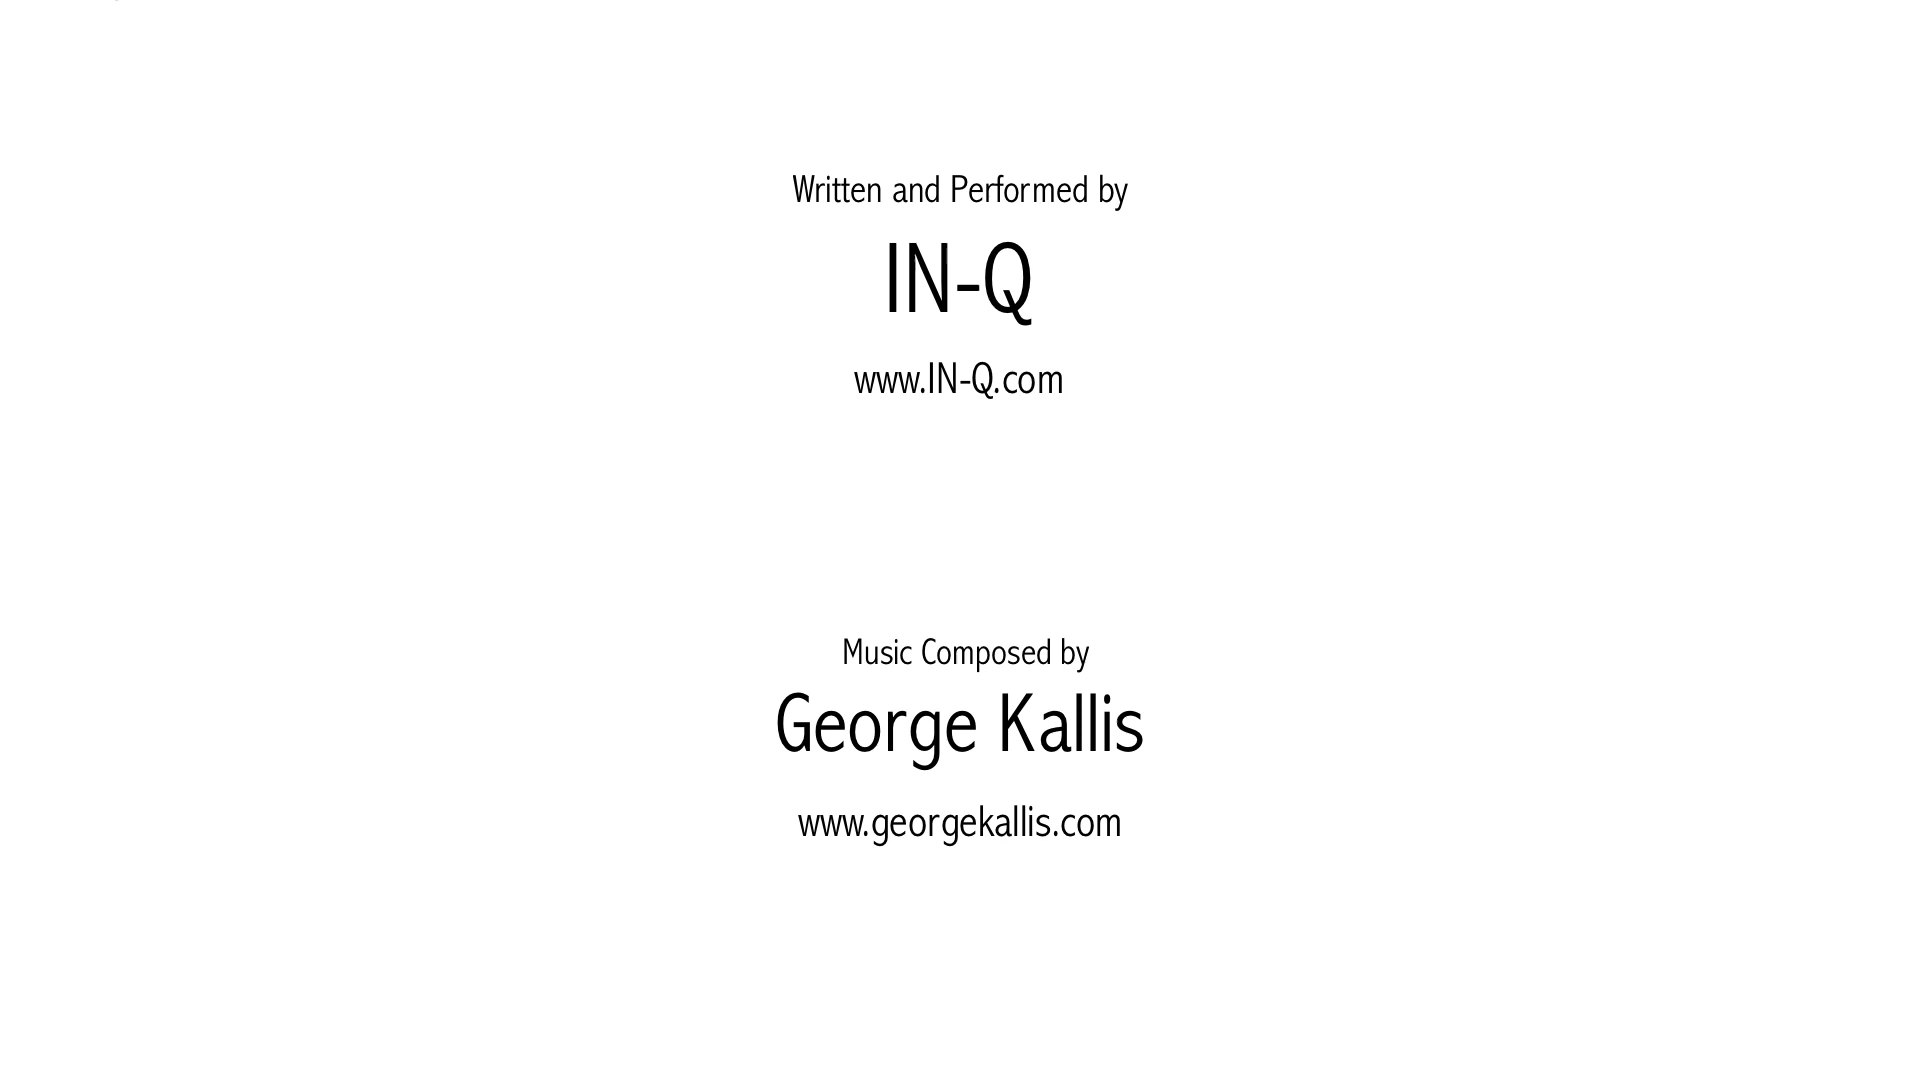 Written and Performed by
IN-Q
www.IN-Q.com
Music Composed by
George Kallis
www.georgekallis.com